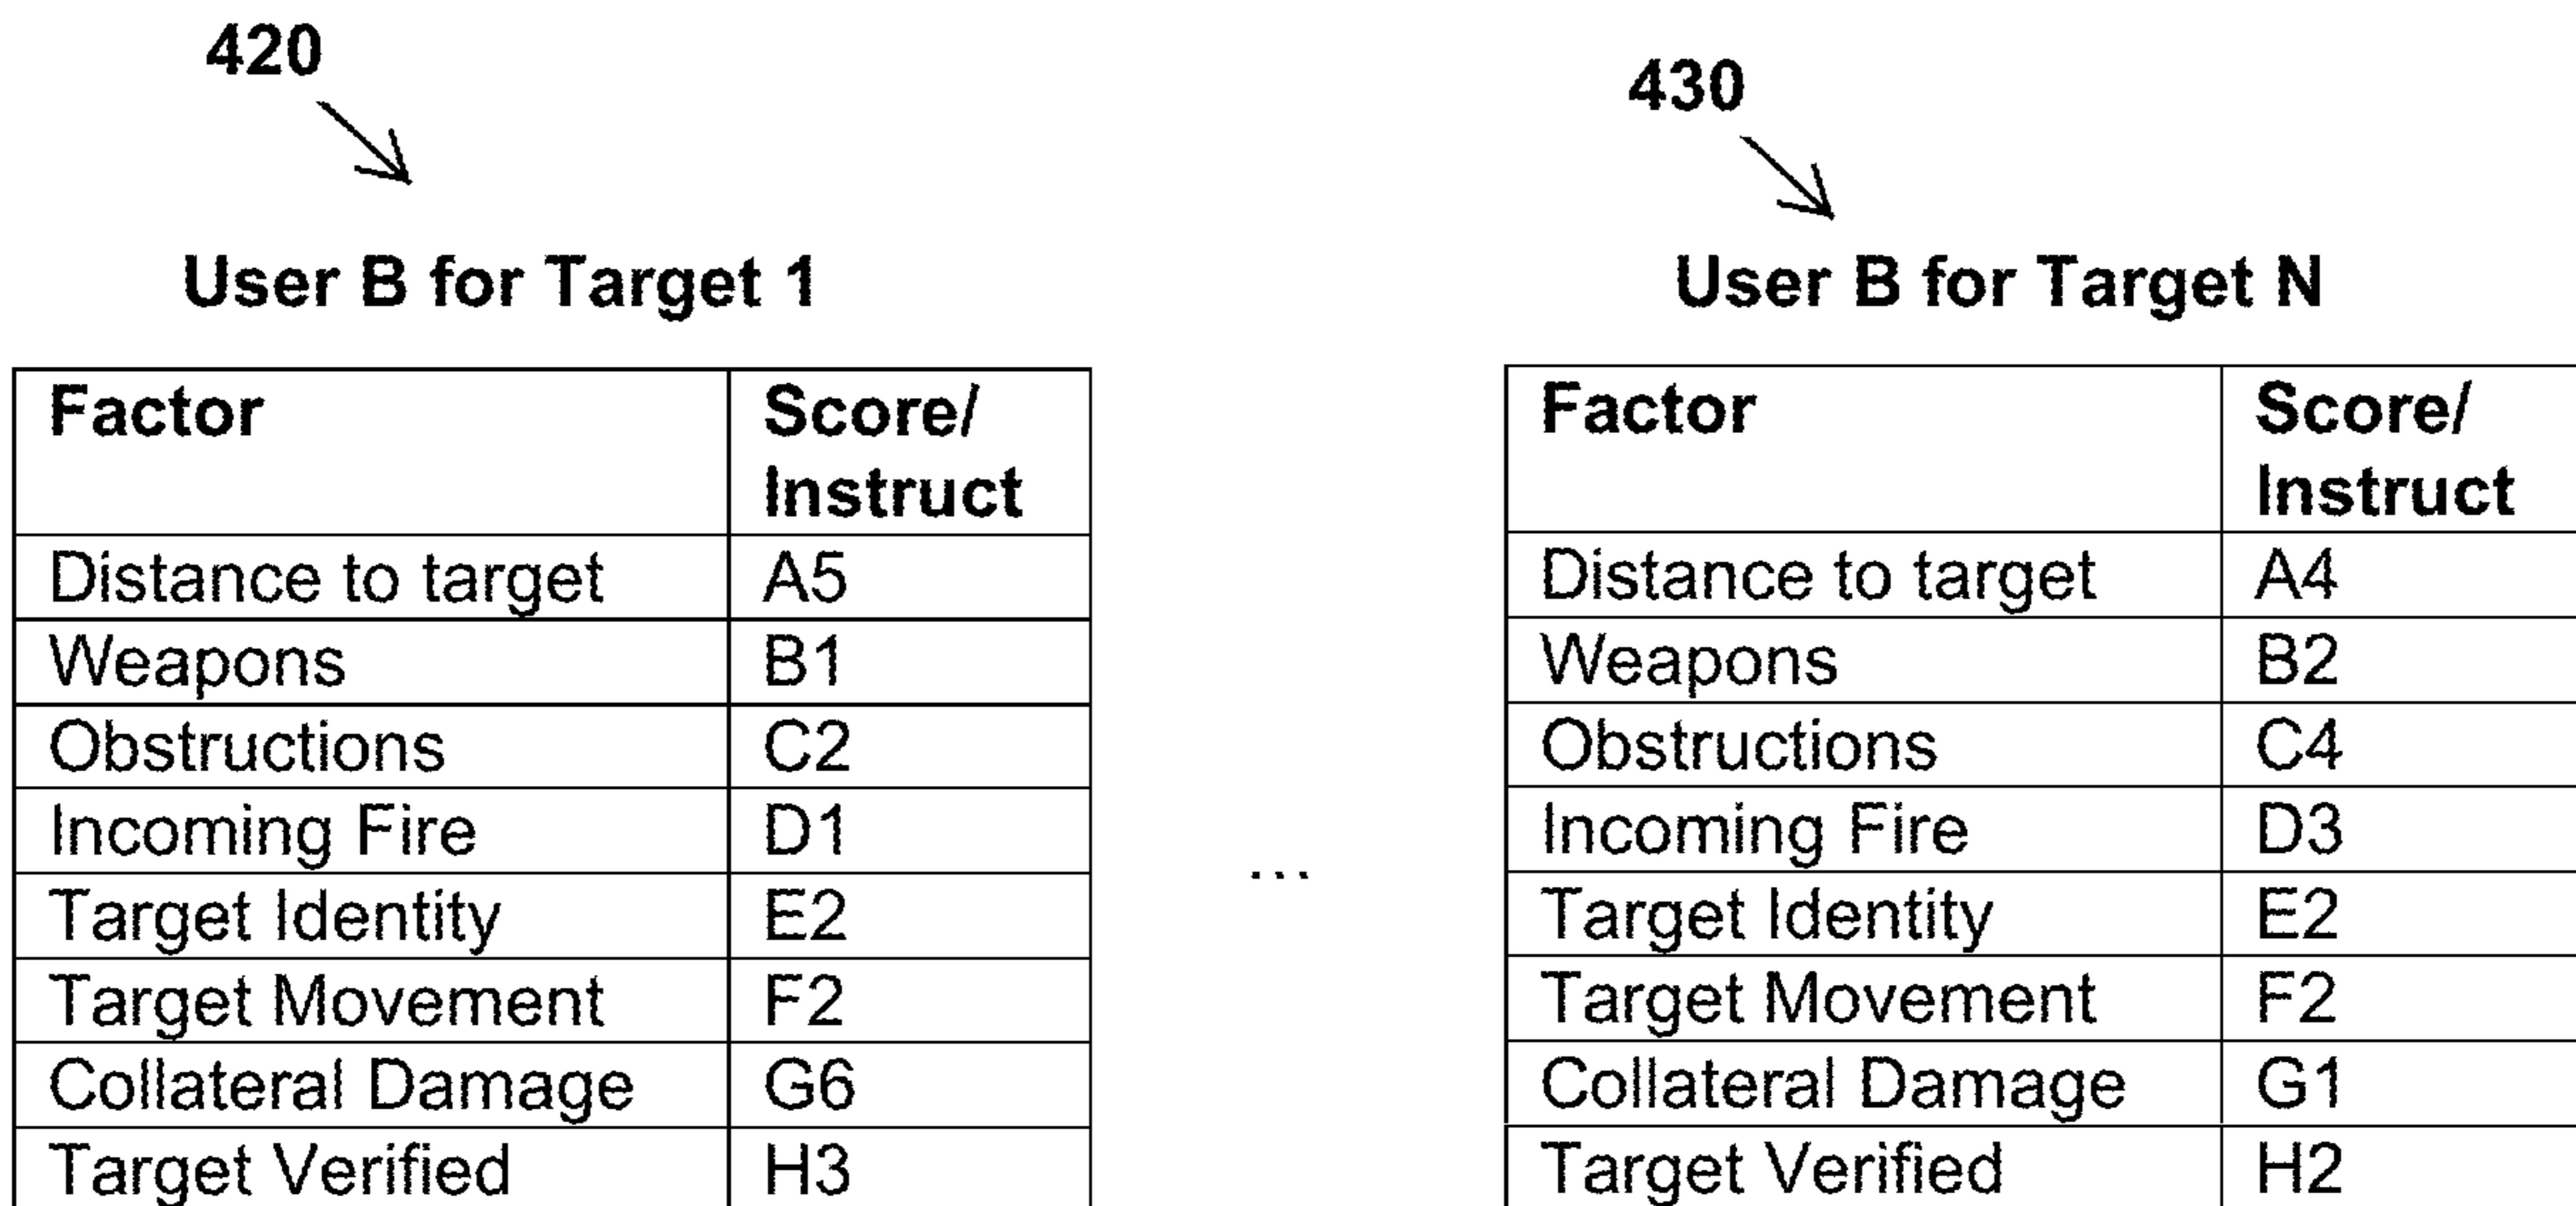 420
User B for Target 1
Factor Score/
Instruct
Distance to target A5
Weapons B1
Obstructions C2
Incoming Fire D1
Target Identity E2
Target Movement F2
Collateral Damage G6
Target Verified H3
...
430
User B for Target N
Factor Score/
Instruct
Distance to target A4
Weapons B2
Obstructions C4
Incoming Fire D3
Target Identity E2
Target Movement F2
Collateral Damage G1
Target Verified H2